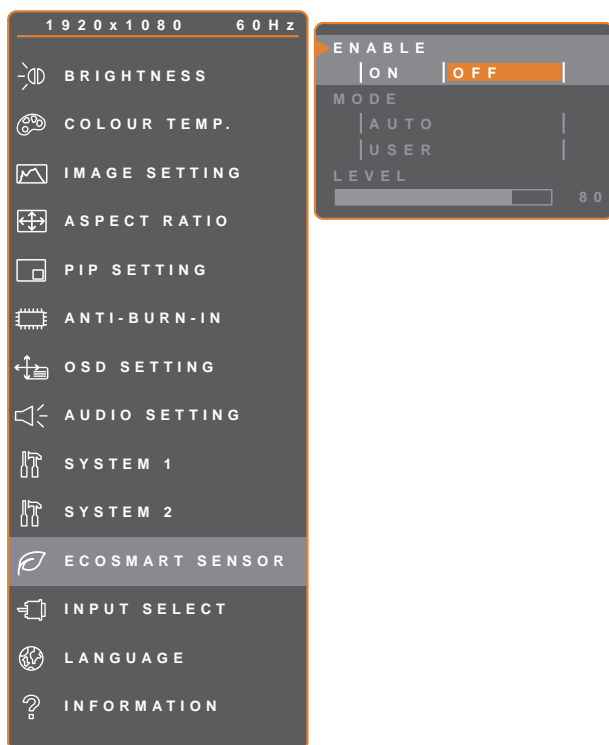 1920x1080 60Hz
BRIGHTNESS
COLOUR TEMP.
IMAGE SETTING
ASPECT RATIO
PIP SETTING
ANTI-BURN-IN
OSD SETTING
AUDIO SETTING
SYSTEM 1
SYSTEM 2
ECOSMART SENSOR
INPUT SELECT
LANGUAGE
INFORMATION
ENABLE
ON OFF
MODE
AUTO
USER
LEVEL
80